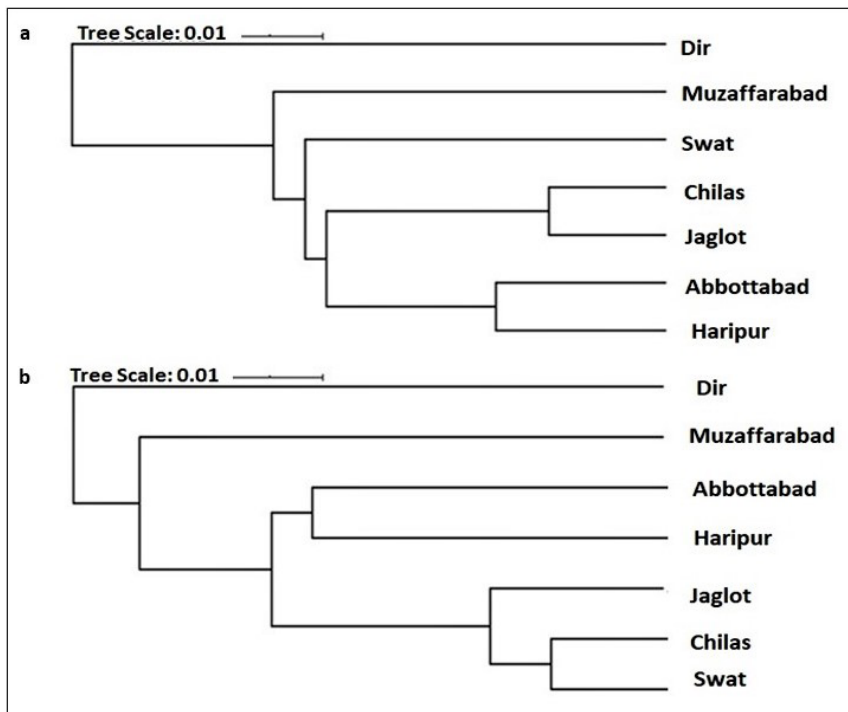 a
Tree Scale: 0.01
Dir
Muzaffarabad
Swat
Chilas
Jaglot
Abbottabad
Haripur
b
Tree Scale: 0.01
Dir
Muzaffarabad
Abbottabad
Haripur
Jaglot
Chilas
Swat